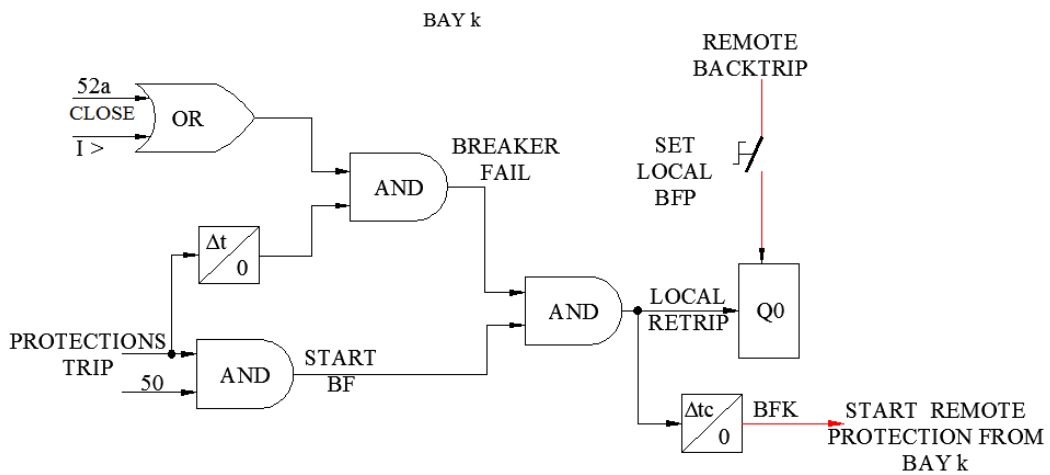 BAY k
REMOTE
BACKTRIP
52a
CLOSE
I >
OR
BREAKER
FAIL
SET
LOCAL
BFP
AND
Δt
0
AND
LOCAL
RETRIP
Q0
PROTECTIONS
TRIP
50
AND
START
BF
Δtc
0
BFK
START REMOTE
PROTECTION FROM
BAY k